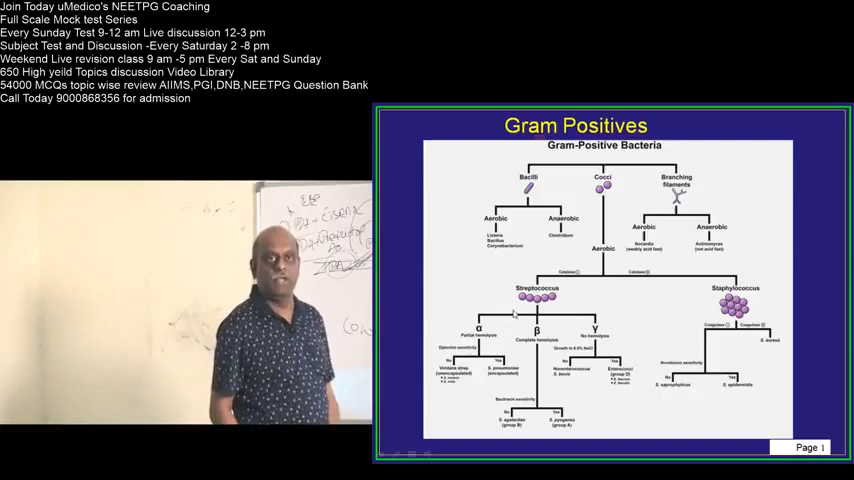 Join Today uMedico's NEETPG Coaching
Full Scale Mock test Series
Every Sunday Test 9-12 am Live discussion 12-3 pm
Subject Test and Discussion -Every Saturday 2 -8 pm
Weekend Live revision class 9 am -5 pm Every Sat and Sunday
650 High yeild Topics discussion Video Library
54000 MCQs topic wise review AIIMS,PGI,DNB,NEETPG Question Bank
Call Today 9000868356 for admission
Gram Positives
Gram-Positive Bacteria
Bacilli
Cocci
Branching
filaments
Aerobic
Anaerobic
Listeria
Bacillus
Corynebacterium
Clostridium
Aerobic
Anaerobic
Nocardia
(weakly acid fast)
Actinomyces
(not acid fast)
Aerobic
Catalase
Catalase
Streptococcus
Staphylococcus
α
Partial hemolysis
β
Complete hemolysis
γ
No hemolysis
Coagulase
Coagulase
S. aureus
Optochin sensitivity
No
Yes
Viridans strep
(unencapsulated)
S. pneumoniae
(encapsulated)
Growth in 6.5% NaCl
No
Yes
Nonenterococcus
S. bovis
Enterococci
(group D)
Novobiocin sensitivity
No
Yes
S. saprophyticus
S. epidermidis
Bacitracin sensitivity
No
Yes
S. agalactiae
(group B)
S. pyogenes
(group A)
Page 1